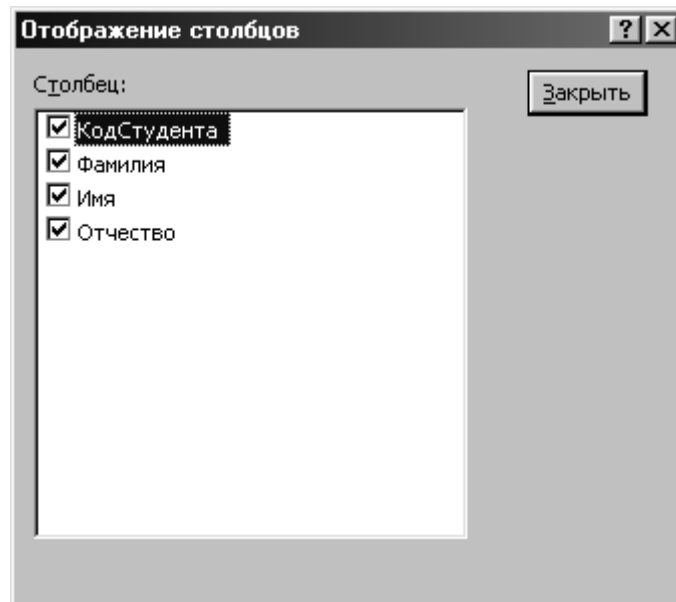 Отображение столбцов
Столбец:
Закрыть
КодСтудента
Фамилия
Имя
Отчество